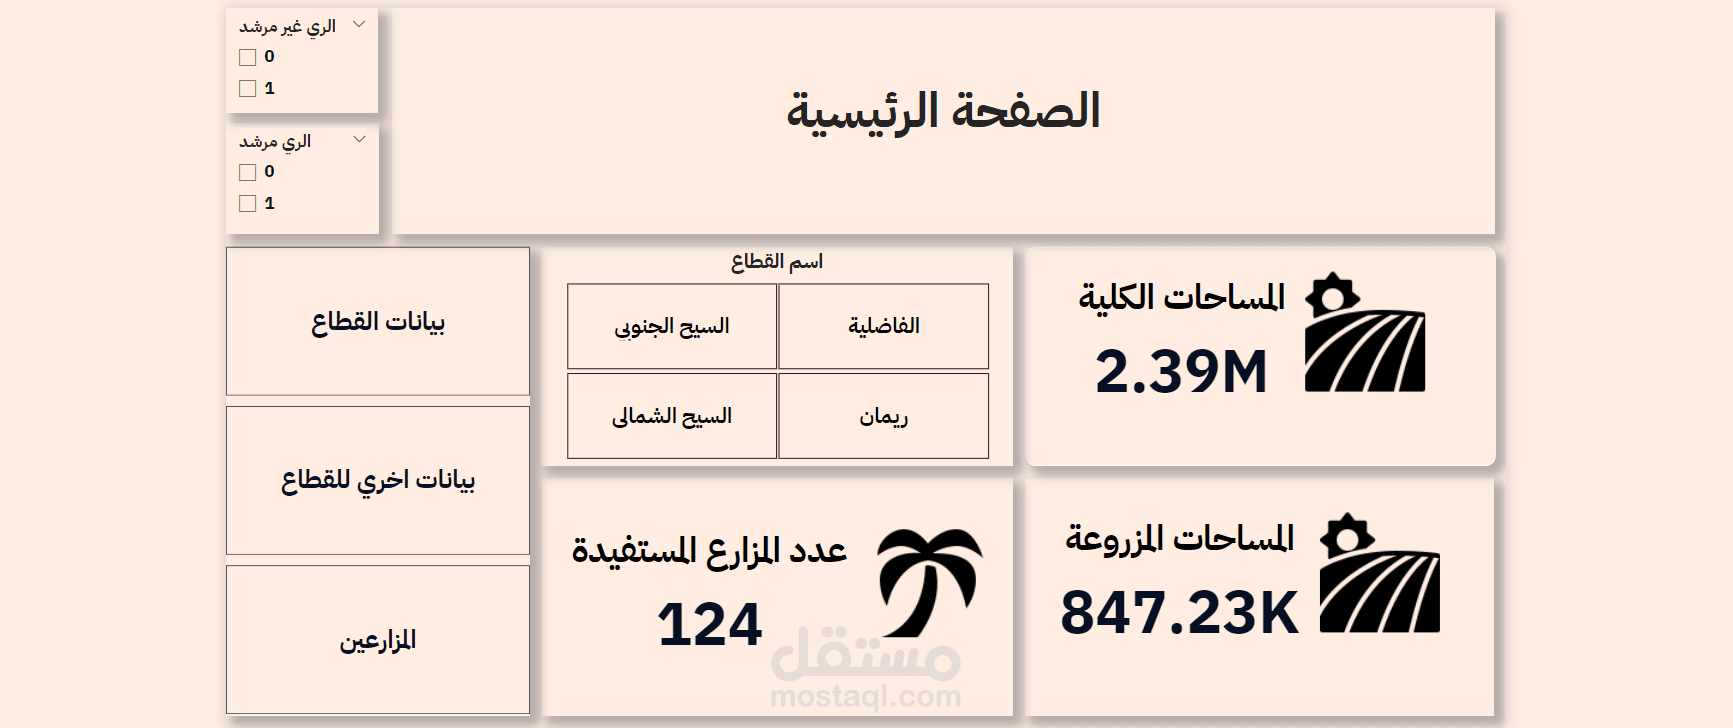 الصفحة الرئيسية
الري غير مرشد
0
1
الري مرشد
0
1
المساحات الكلية
2.39M
اسم القطاع
الفاضلية
السيح الجنوبي
ريمان
السيح الشمالى
بيانات القطاع
بيانات اخري للقطاع
المزارعين
المساحات المزروعة
847.23K
عدد المزارع المستفيدة
124
مستقل
mostaql.com